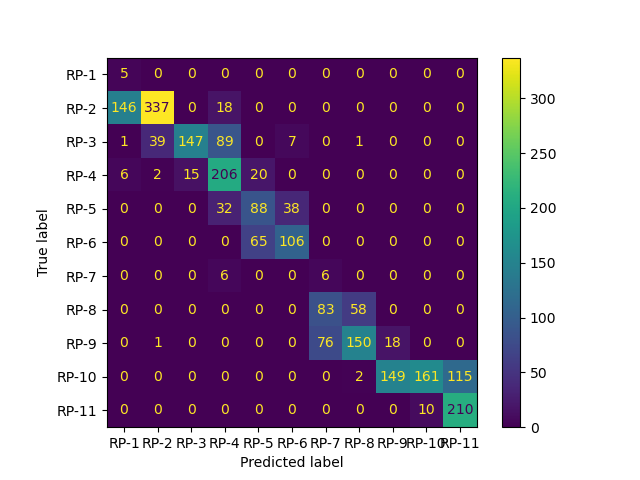 RP-1 5 0 0 0 0 0 0 0 0 0 0
RP-2 146 337 0 18 0 0 0 0 0 0 0
RP-3 1 39 147 89 0 7 0 1 0 0 0
RP-4 6 2 15 206 20 0 0 0 0 0 0
RP-5 0 0 0 32 88 38 0 0 0 0 0
RP-6 0 0 0 0 65 106 0 0 0 0 0
RP-7 0 0 0 6 0 0 6 0 0 0 0
RP-8 0 0 0 0 0 0 83 58 0 0 0
RP-9 0 1 0 0 0 0 76 150 18 0 0
RP-10 0 0 0 0 0 0 0 2 149 161 115
RP-11 0 0 0 0 0 0 0 0 0 10 210
RP-1 RP-2 RP-3 RP-4 RP-5 RP-6 RP-7 RP-8 RP-9 RP-10 RP-11
Predicted label
True label
300
250
200
150
100
50
0